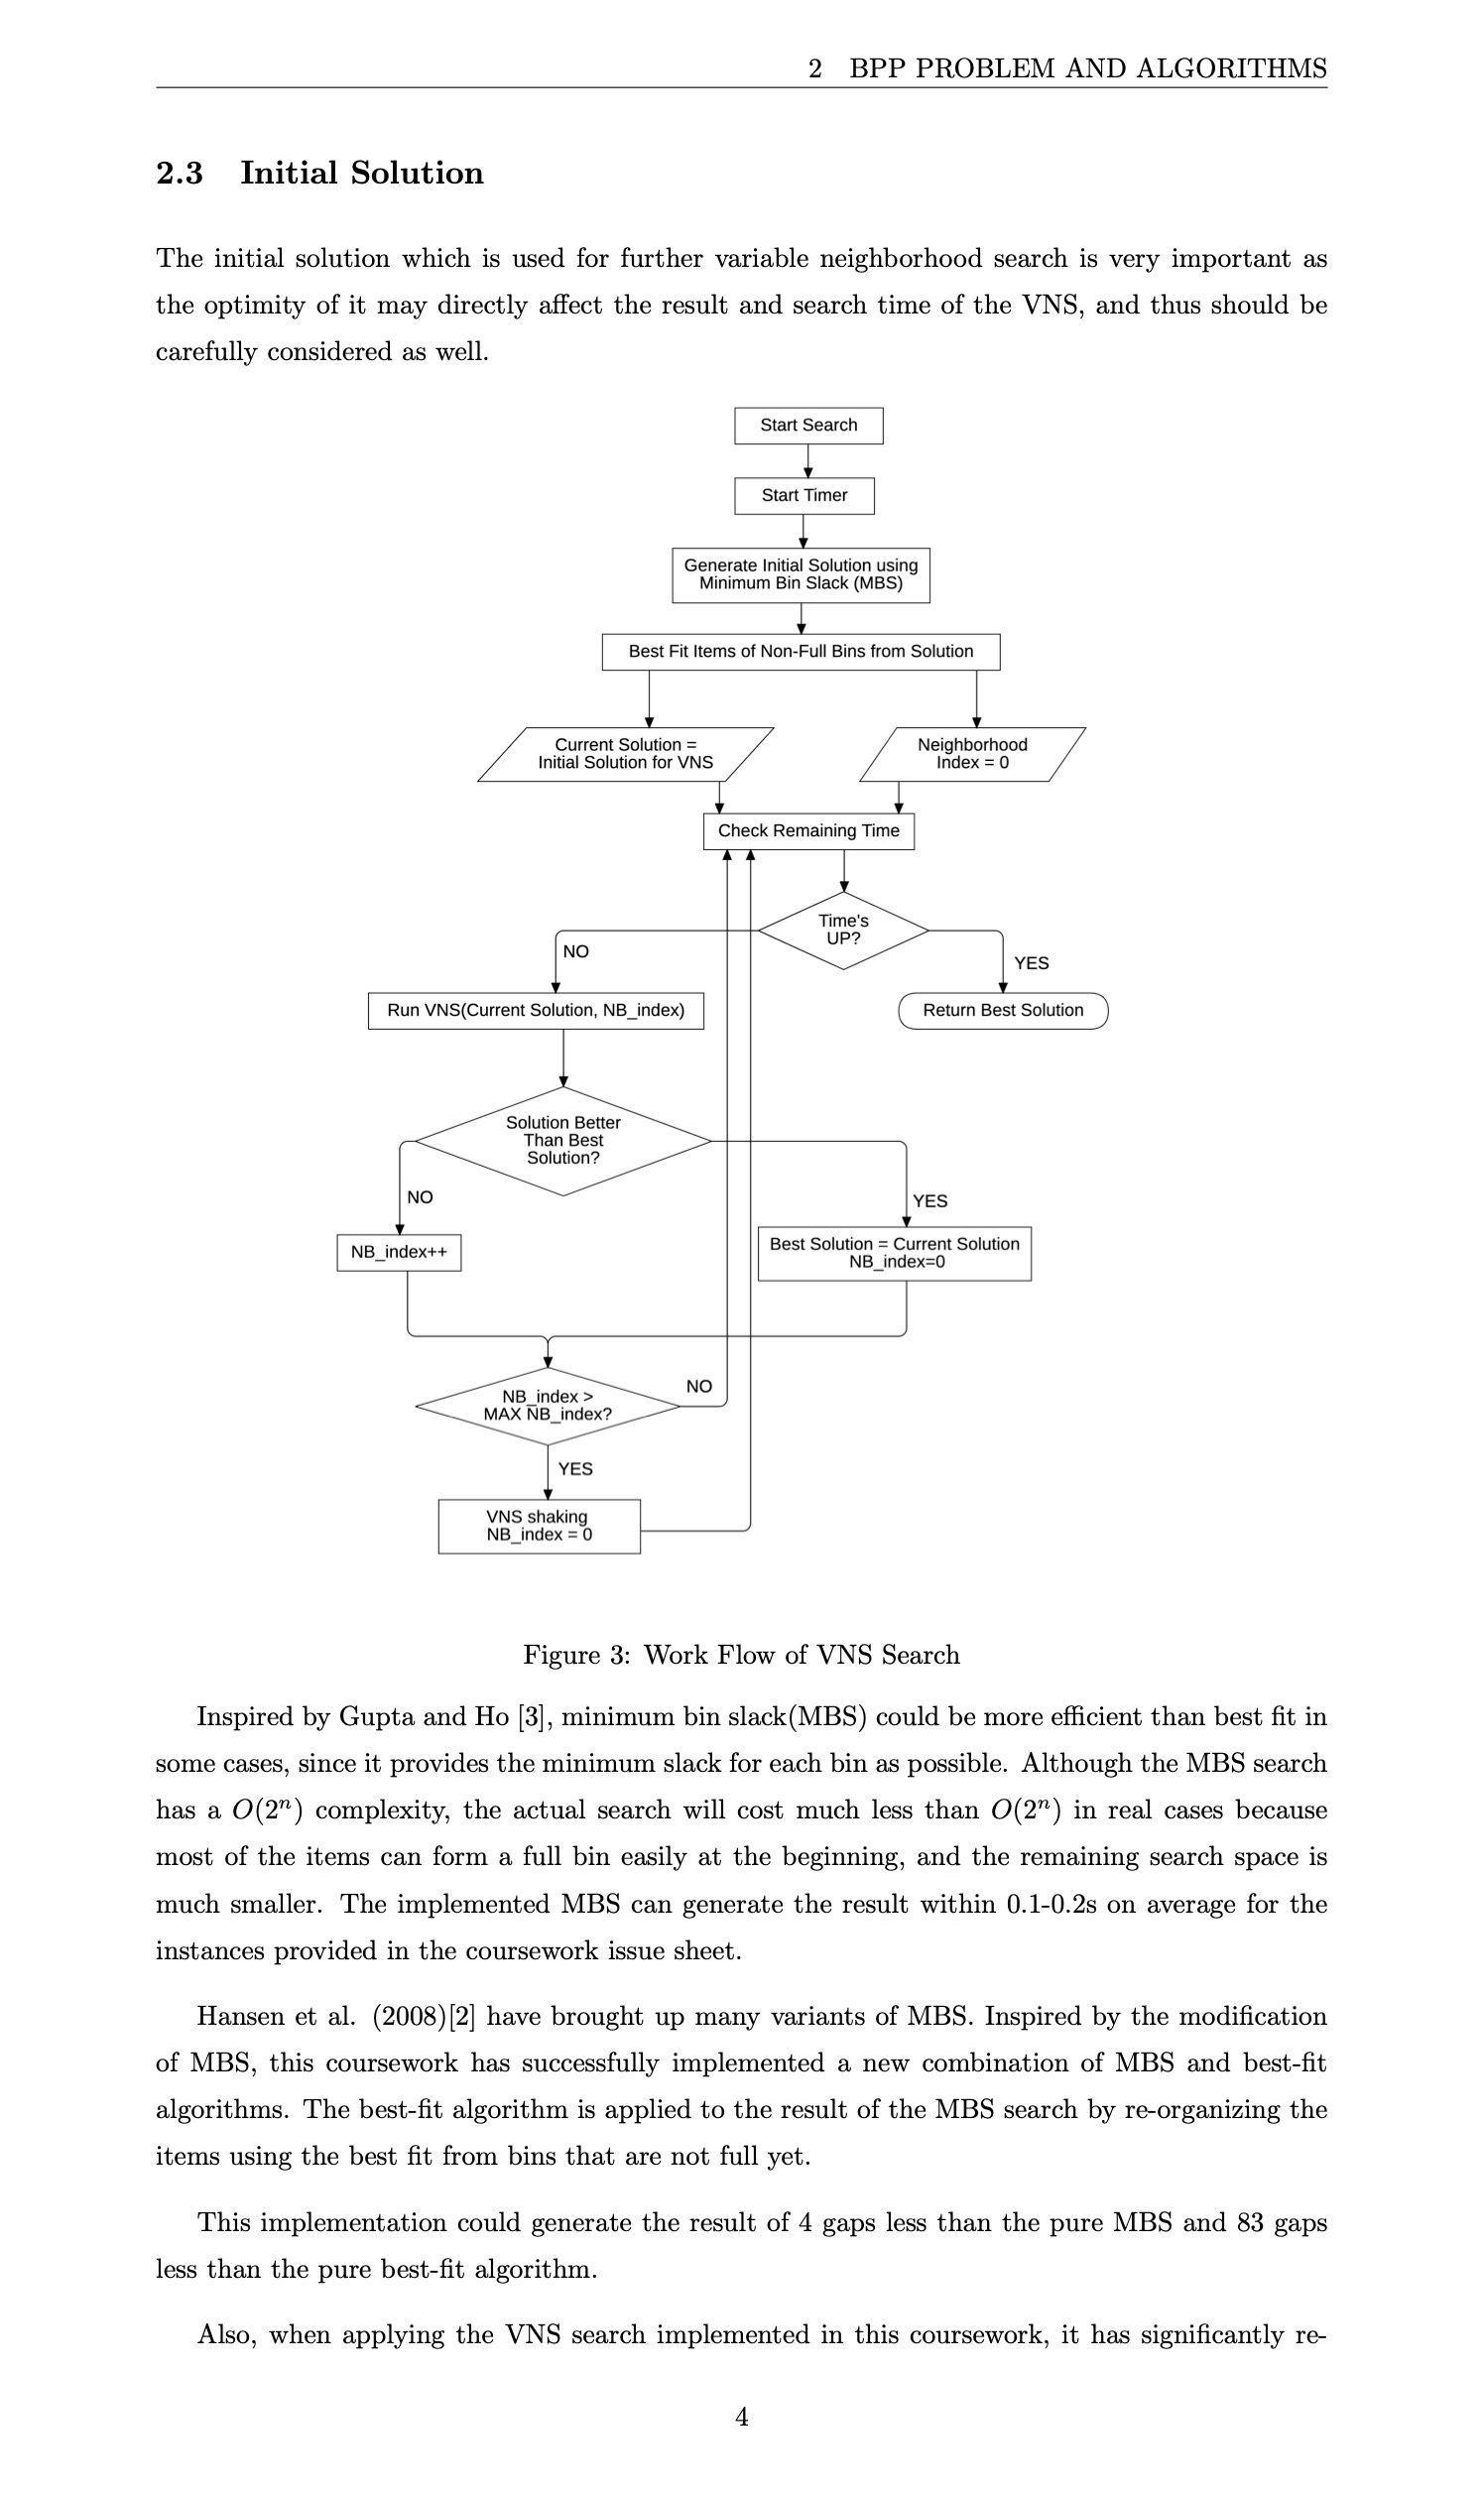 2 BPP PROBLEM AND ALGORITHMS
2.3 Initial Solution
The initial solution which is used for further variable neighborhood search is very important as
the optimity of it may directly affect the result and search time of the VNS, and thus should be
carefully considered as well.
Start Search
Start Timer
Generate Initial Solution using
Minimum Bin Slack (MBS)
Best Fit Items of Non-Full Bins from Solution
Current Solution =
Initial Solution for VNS
Neighborhood
Index = 0
Check Remaining Time
Time's
UP?
NO
YES
Run VNS(Current Solution, NB_index)
Return Best Solution
Solution Better
Than Best
Solution?
NO
YES
NB_index++
Best Solution = Current Solution
NB_index=0
NB_index >
MAX NB_index?
NO
YES
VNS shaking
NB_index = 0
Figure 3: Work Flow of VNS Search
Inspired by Gupta and Ho [3], minimum bin slack(MBS) could be more efficient than best fit in
some cases, since it provides the minimum slack for each bin as possible. Although the MBS search
has a O(2ⁿ) complexity, the actual search will cost much less than O(2ⁿ) in real cases because
most of the items can form a full bin easily at the beginning, and the remaining search space is
much smaller. The implemented MBS can generate the result within 0.1-0.2s on average for the
instances provided in the coursework issue sheet.
Hansen et al. (2008)[2] have brought up many variants of MBS. Inspired by the modification
of MBS, this coursework has successfully implemented a new combination of MBS and best-fit
algorithms. The best-fit algorithm is applied to the result of the MBS search by re-organizing the
items using the best fit from bins that are not full yet.
This implementation could generate the result of 4 gaps less than the pure MBS and 83 gaps
less than the pure best-fit algorithm.
Also, when applying the VNS search implemented in this coursework, it has significantly re-
4